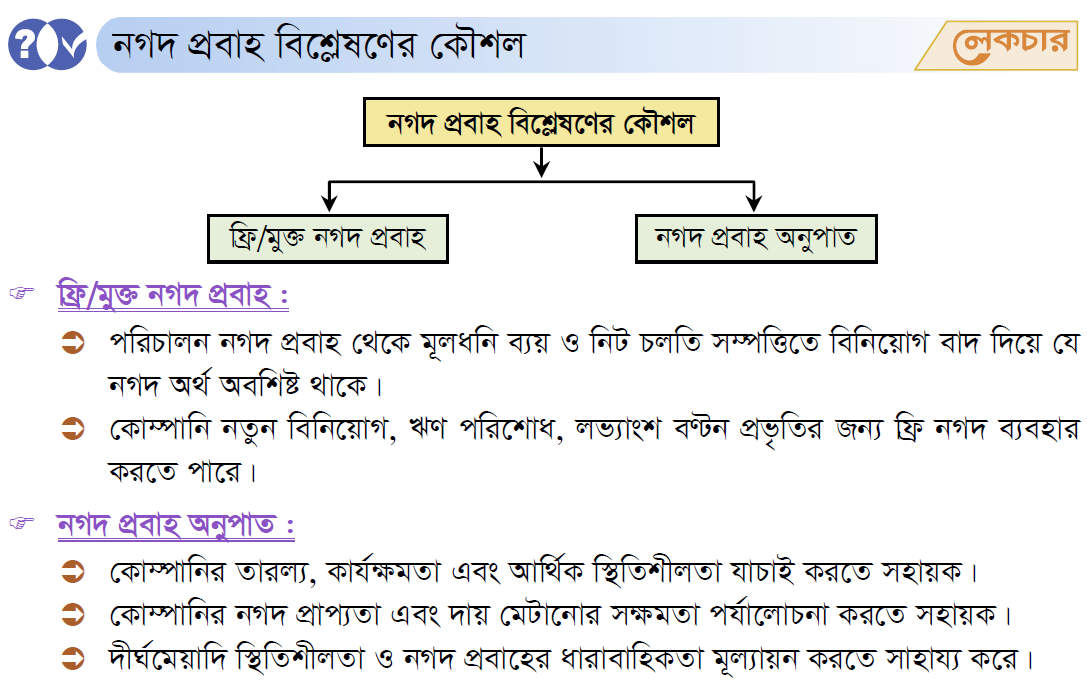 নগদ প্রবাহ বিশ্লেষণের কৌশল
লেকচার
নগদ প্রবাহ বিশ্লেষণের কৌশল
ফ্রি/মুক্ত নগদ প্রবাহ
নগদ প্রবাহ অনুপাত
ফ্রি/মুক্ত নগদ প্রবাহ :
পরিচালন নগদ প্রবাহ থেকে মূলধনি ব্যয় ও নিট চলতি সম্পত্তিতে বিনিয়োগ বাদ দিয়ে যে
নগদ অর্থ অবশিষ্ট থাকে।
কোম্পানি নতুন বিনিয়োগ, ঋণ পরিশোধ, লভ্যাংশ বণ্টন প্রভৃতির জন্য ফ্রি নগদ ব্যবহার
করতে পারে।
নগদ প্রবাহ অনুপাত :
কোম্পানির তারল্য, কার্যক্ষমতা এবং আর্থিক স্থিতিশীলতা যাচাই করতে সহায়ক।
কোম্পানির নগদ প্রাপ্যতা এবং দায় মেটানোর সক্ষমতা পর্যালোচনা করতে সহায়ক।
দীর্ঘমেয়াদি স্থিতিশীলতা ও নগদ প্রবাহের ধারাবাহিকতা মূল্যায়ন করতে সাহায্য করে।